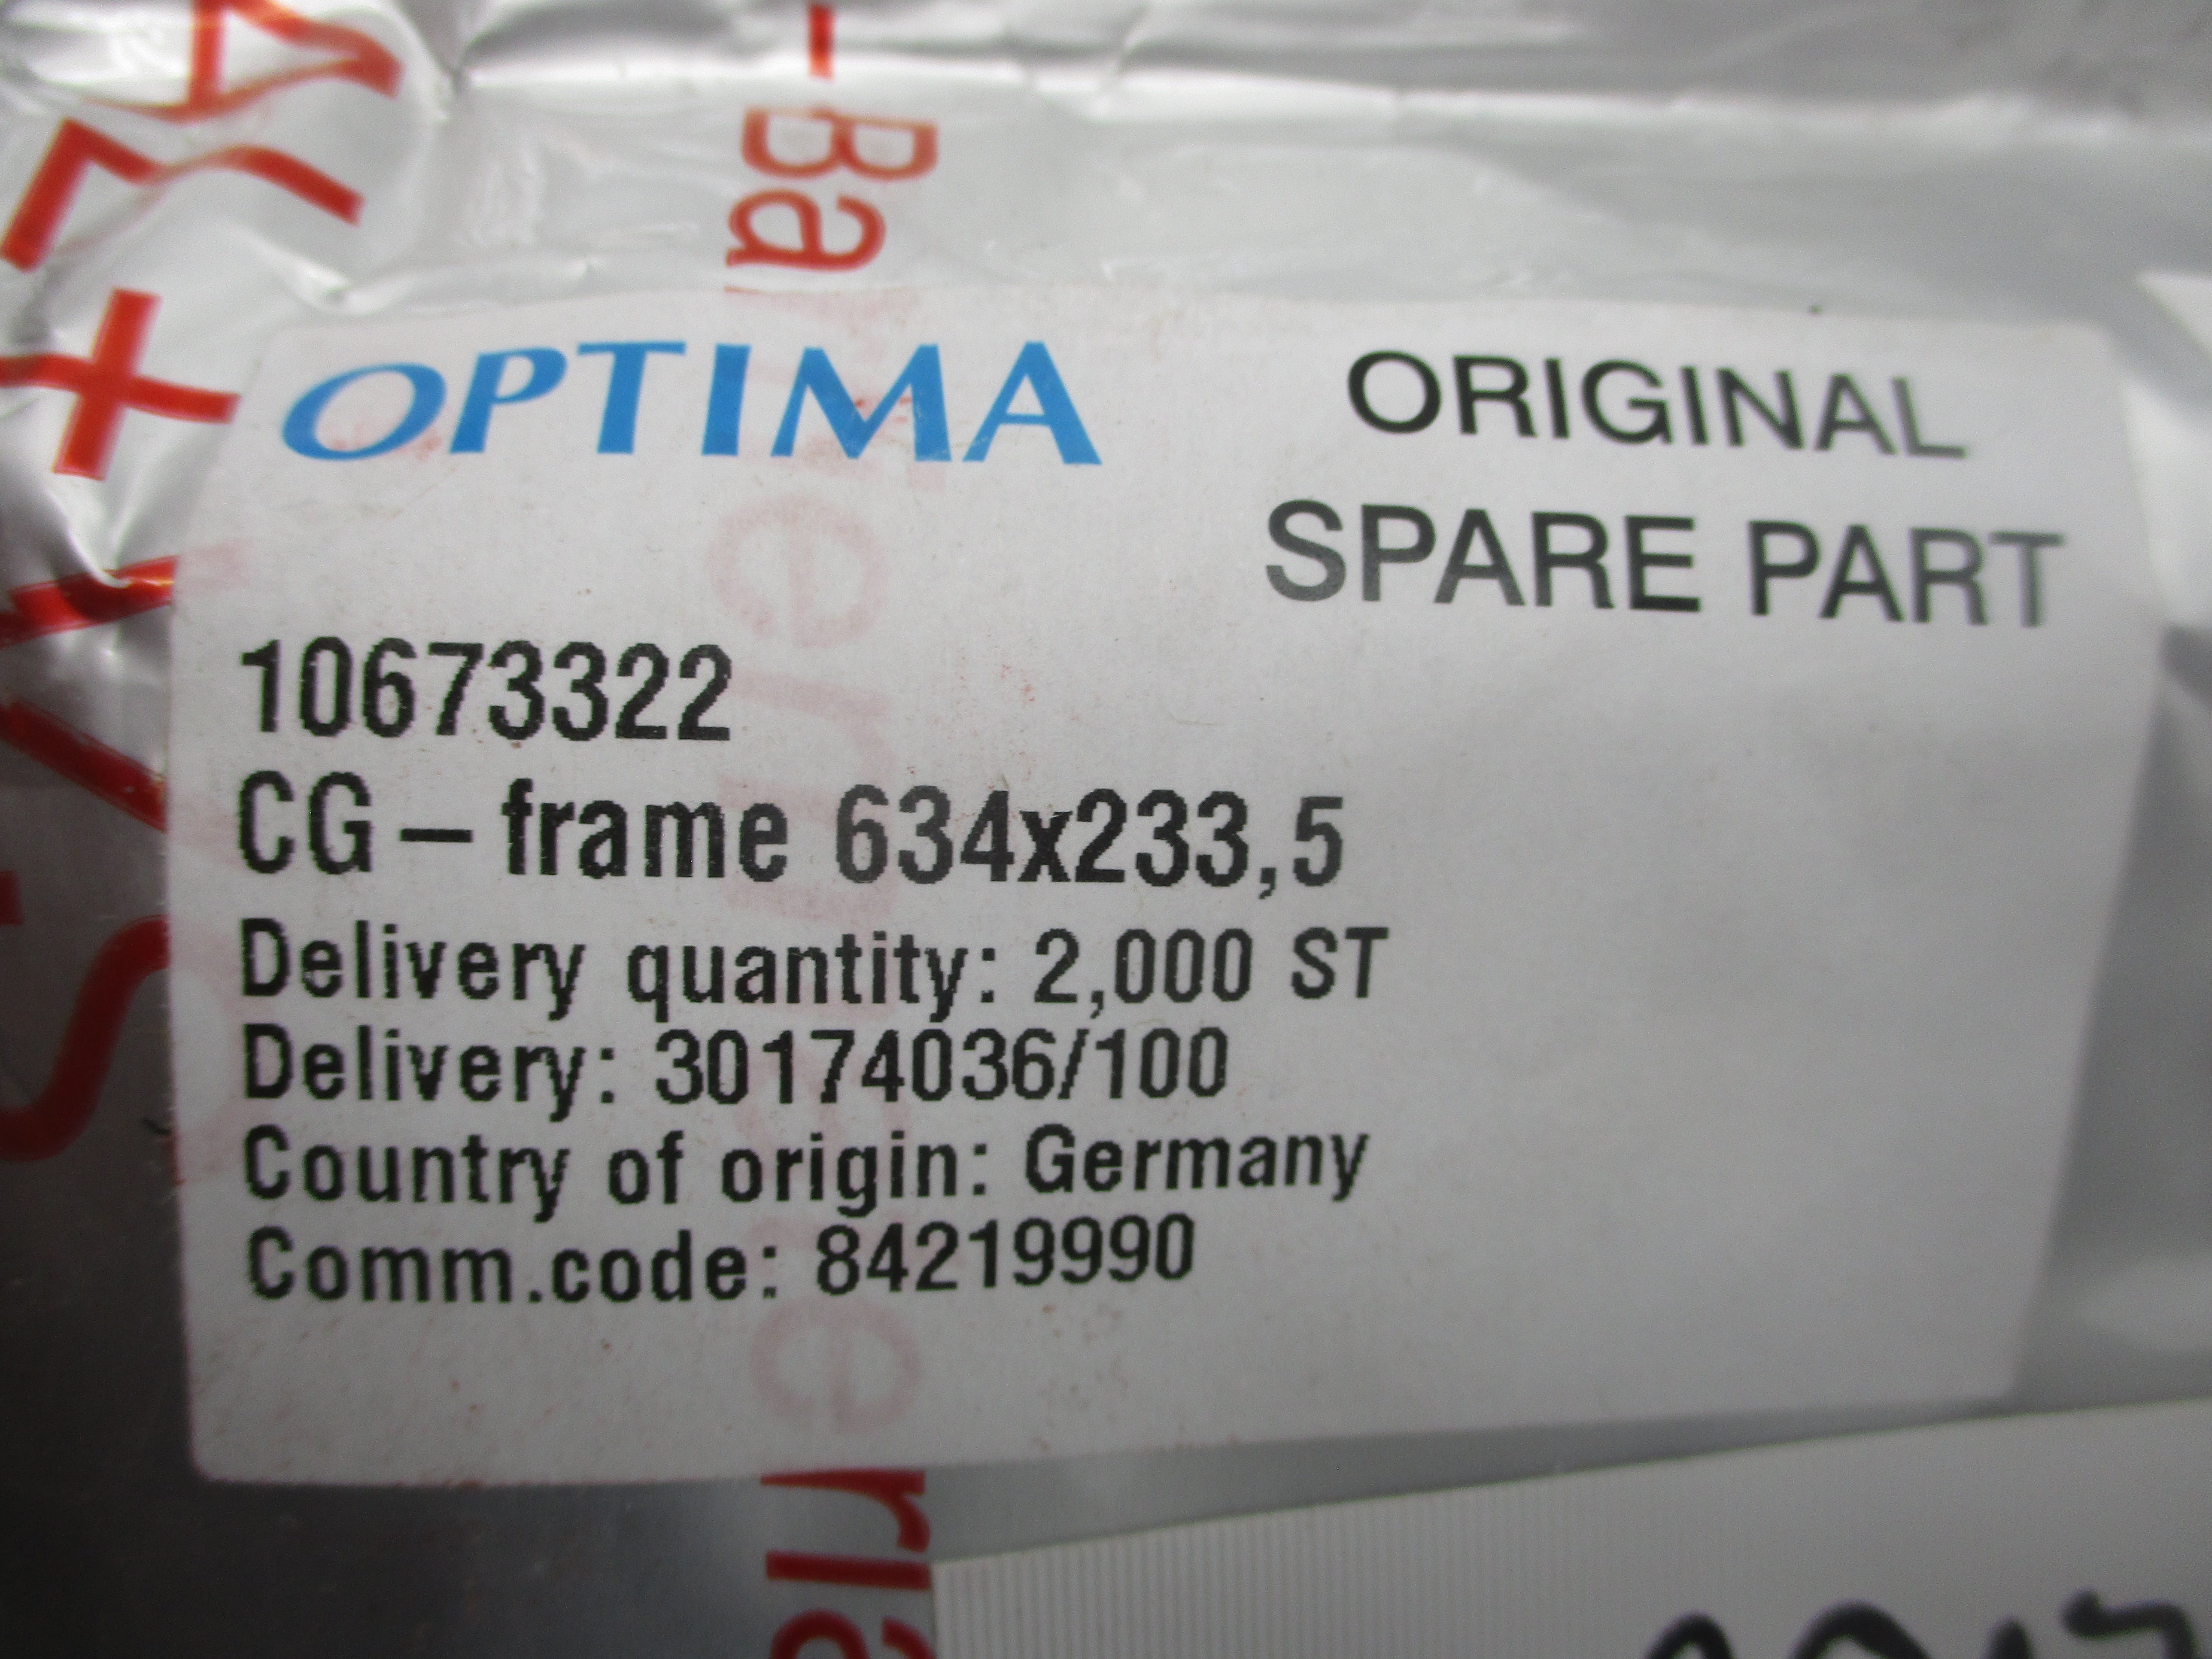 OPTIMA
ORIGINAL
SPARE PART
10673322
CG – frame 634x233,5
Delivery quantity: 2,000 ST
Delivery: 30174036/100
Country of origin: Germany
Comm.code: 84219990